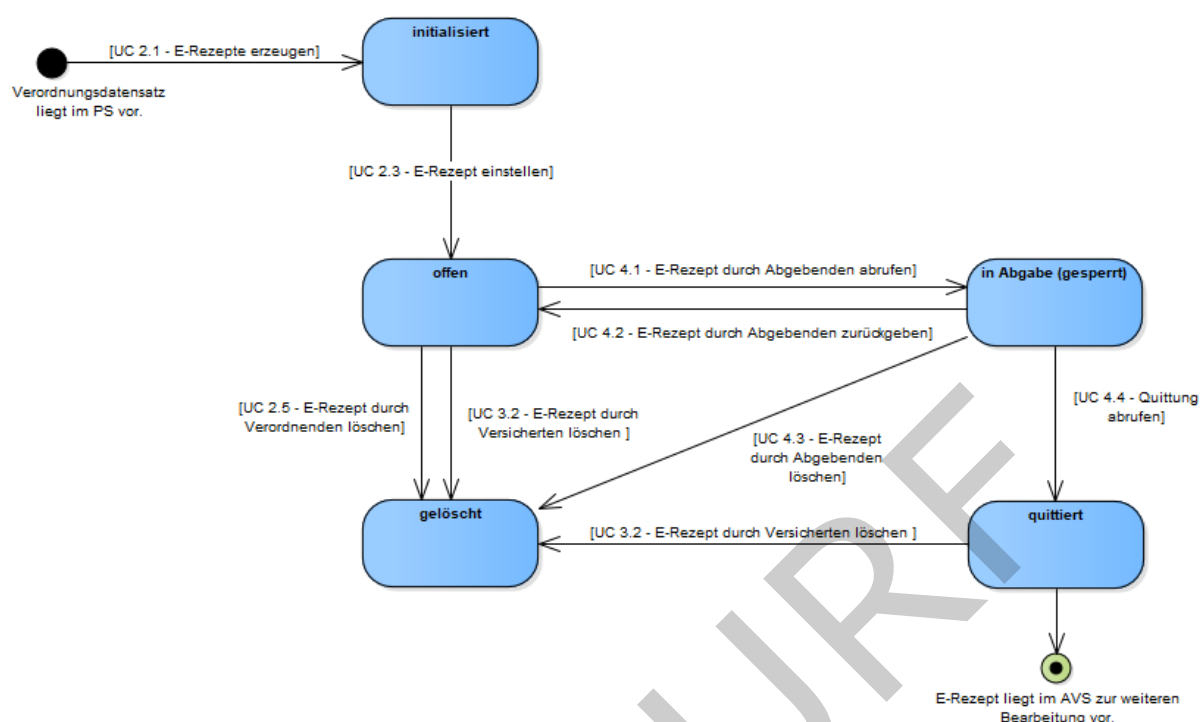 initialisiert
[UC 2.1 - E-Rezepte erzeugen]
Verordnungsdatensatz
liegt im PS vor.
[UC 2.3 - E-Rezept einstellen]
offen
[UC 4.1 - E-Rezept durch Abgebenden abrufen]
in Abgabe (gesperrt)
[UC 4.2 - E-Rezept durch Abgebenden zurückgeben]
[UC 2.5 - E-Rezept durch
Verordnenden löschen]
[UC 3.2 - E-Rezept durch
Versicherten löschen ]
[UC 4.3 - E-Rezept
durch Abgebenden
löschen]
[UC 4.4 - Quittung
abrufen]
gelöscht
[UC 3.2 - E-Rezept durch Versicherten löschen ]
quittiert
E-Rezept liegt im AVS zur weiteren
Bearbeitung vor.
URF